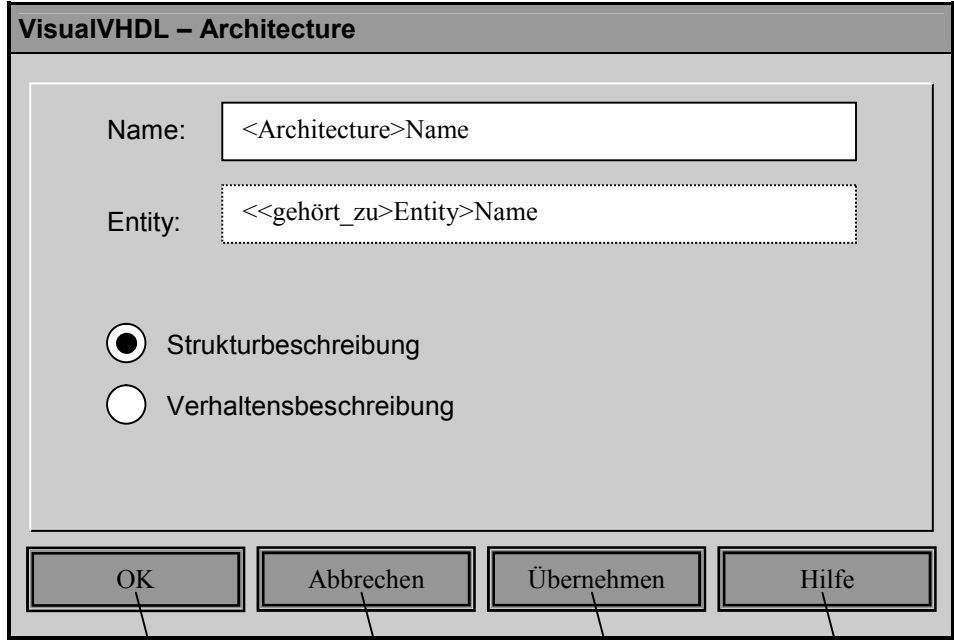 VisualVHDL – Architecture
Name: <Architecture>Name
Entity: <<gehört_zu>Entity>Name
Strukturbeschreibung
Verhaltensbeschreibung
OK Abbrechen Übernehmen Hilfe